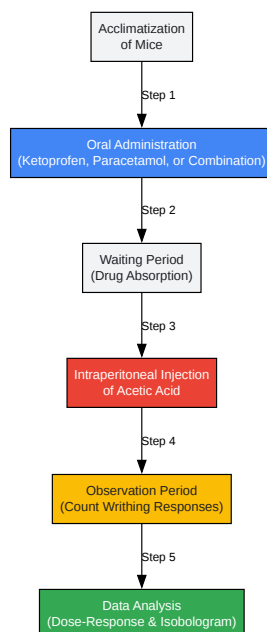 Acclimatization
of Mice
Step 1
Oral Administration
(Ketoprofen, Paracetamol, or Combination)
Step 2
Waiting Period
(Drug Absorption)
Step 3
Intraperitoneal Injection
of Acetic Acid
Step 4
Observation Period
(Count Writhing Responses)
Step 5
Data Analysis
(Dose-Response & Isobologram)